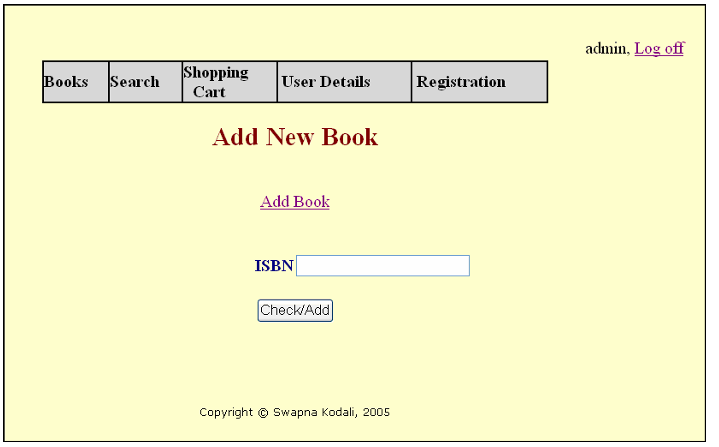 admin, Log off
Books Search Shopping Cart User Details Registration
Add New Book
Add Book
ISBN
Check/Add
Copyright © Swapna Kodali, 2005